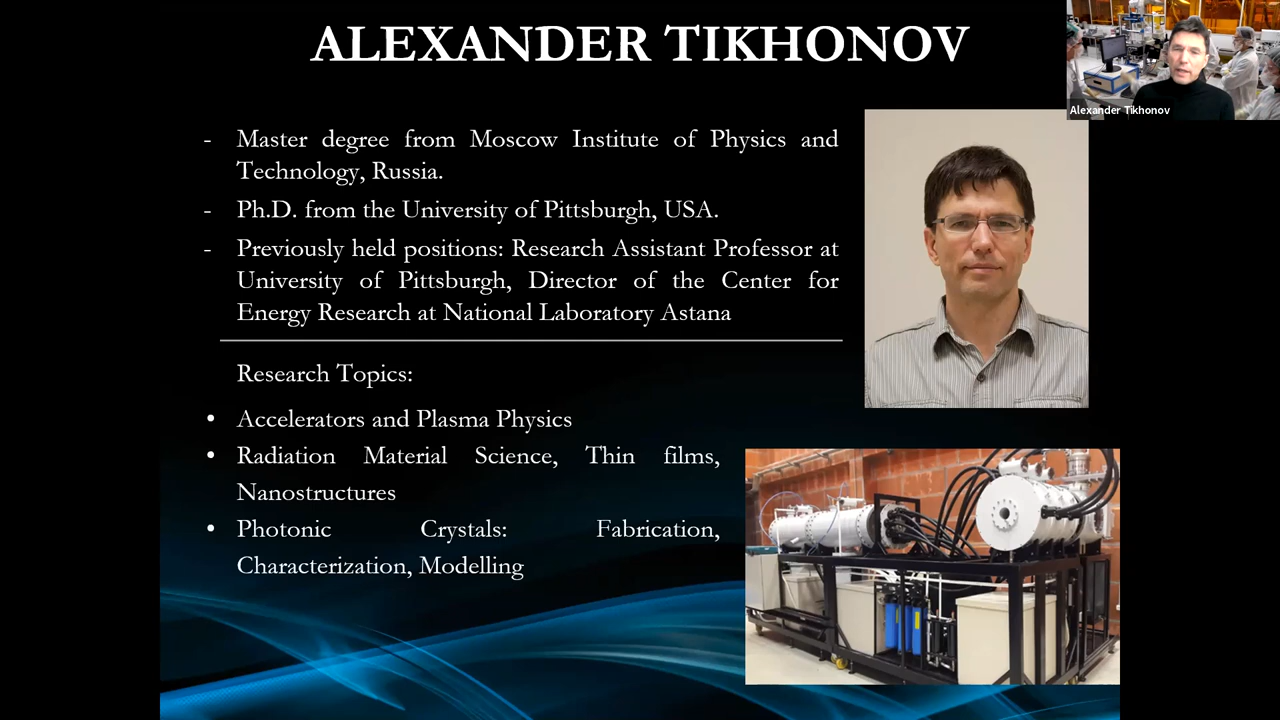 ALEXANDER TIKHONOV
Alexander Tikhonov
- Master degree from Moscow Institute of Physics and
Technology, Russia.
- Ph.D. from the University of Pittsburgh, USA.
- Previously held positions: Research Assistant Professor at
University of Pittsburgh, Director of the Center for
Energy Research at National Laboratory Astana
Research Topics:
• Accelerators and Plasma Physics
• Radiation Material Science, Thin films,
Nanostructures
• Photonic Crystals: Fabrication,
Characterization, Modelling